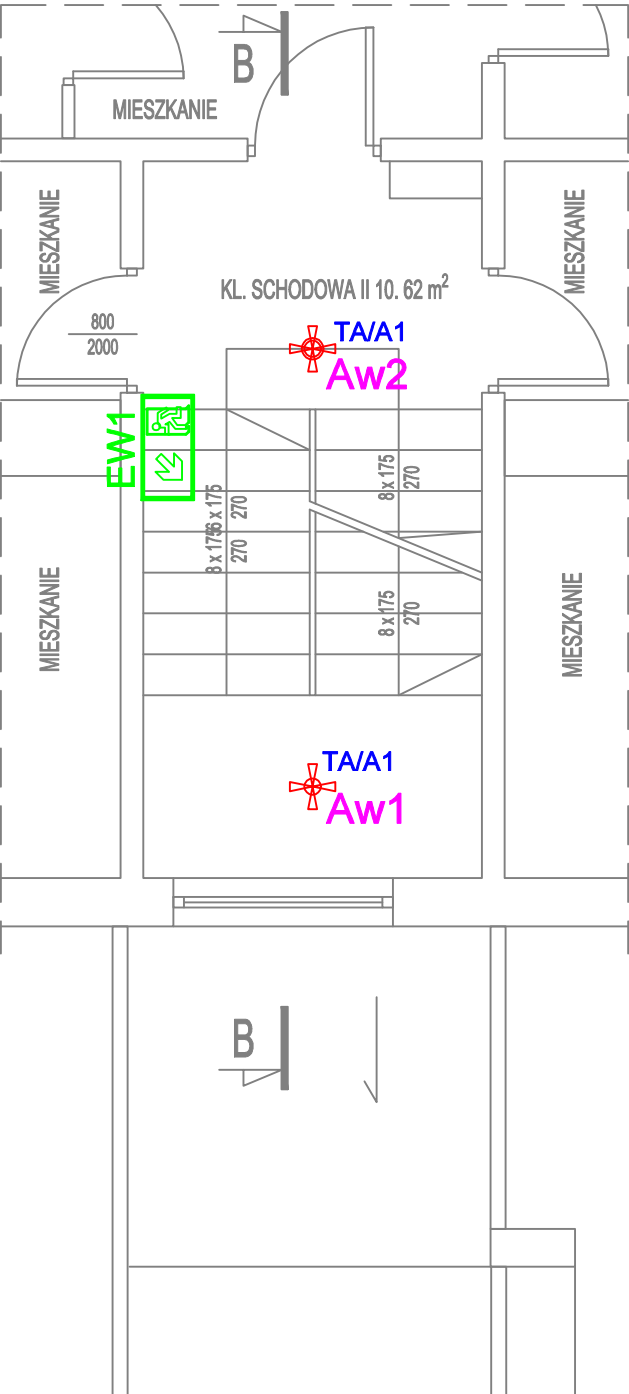 B
MIESZKANIE
MIESZKANIE
MIESZKANIE
KL. SCHODOWA II 10. 62 m²
800
2000
TA/A1
Aw2
EW1
6 x 175
270
8 x 175
270
8 x 175
270
8 x 175
270
MIESZKANIE
MIESZKANIE
TA/A1
Aw1
B